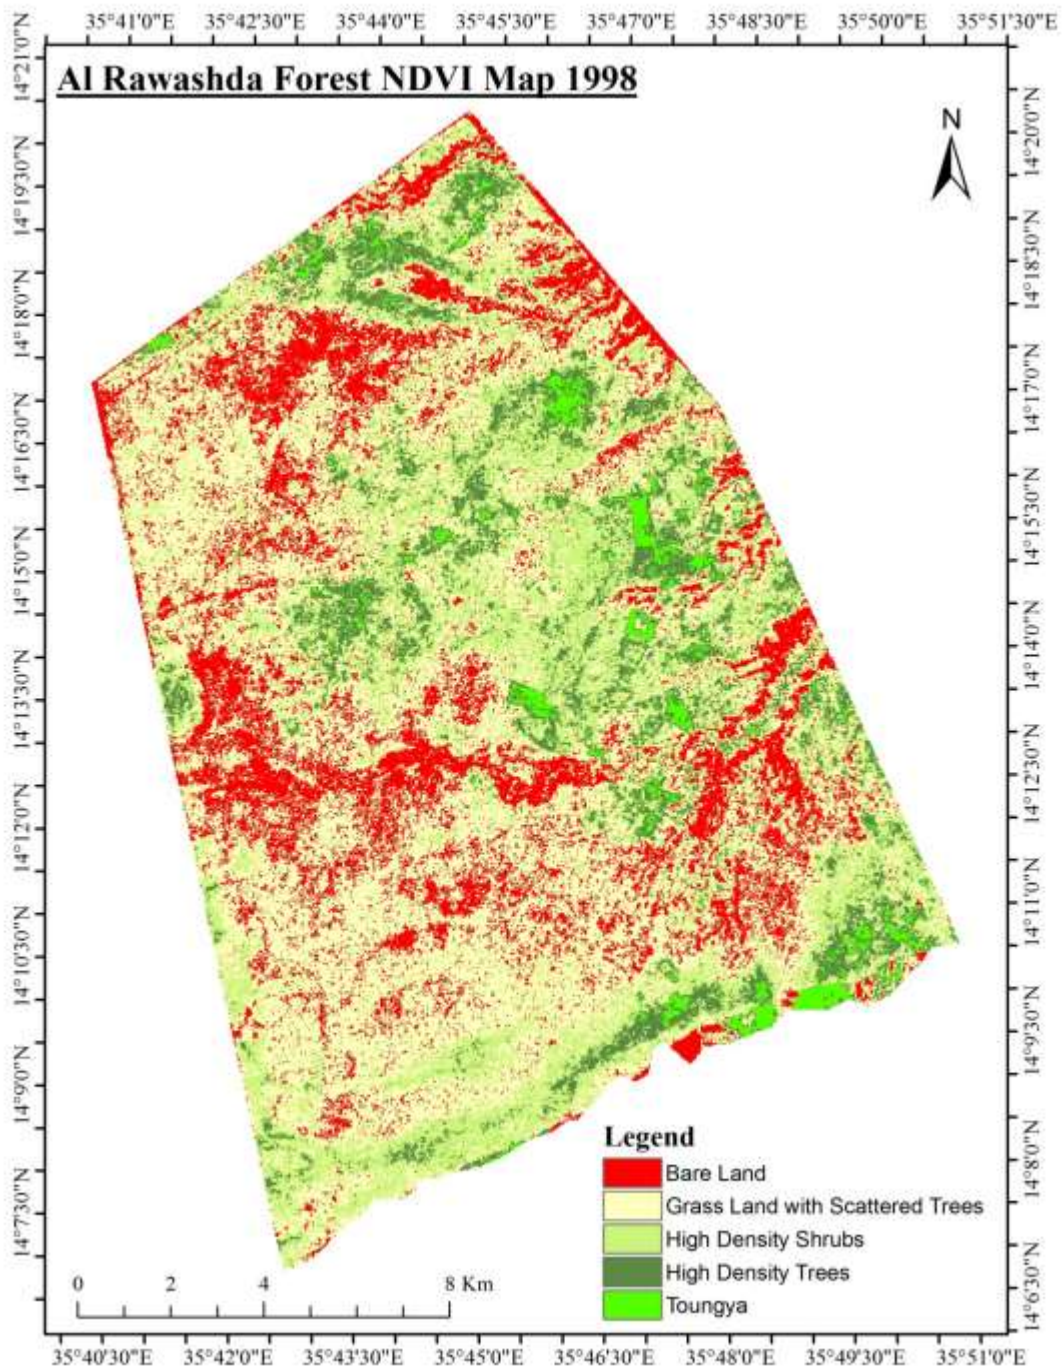 35°41'0"E 35°42'30"E 35°44'0"E 35°45'30"E 35°47'0"E 35°48'30"E 35°50'0"E 35°51'30"E
Al Rawashda Forest NDVI Map 1998
N
14°21'0"N
14°19'30"N
14°18'0"N
14°16'30"N
14°15'0"N
14°13'30"N
14°12'0"N
14°10'30"N
14°9'0"N
14°7'30"N
14°20'0"N
14°18'30"N
14°17'0"N
14°15'30"N
14°14'0"N
14°12'30"N
14°11'0"N
14°9'30"N
14°8'0"N
14°6'30"N
Legend
Bare Land
Grass Land with Scattered Trees
High Density Shrubs
High Density Trees
Toungya
0 2 4 8 Km
35°40'30"E 35°42'0"E 35°43'30"E 35°45'0"E 35°46'30"E 35°48'0"E 35°49'30"E 35°51'0"E